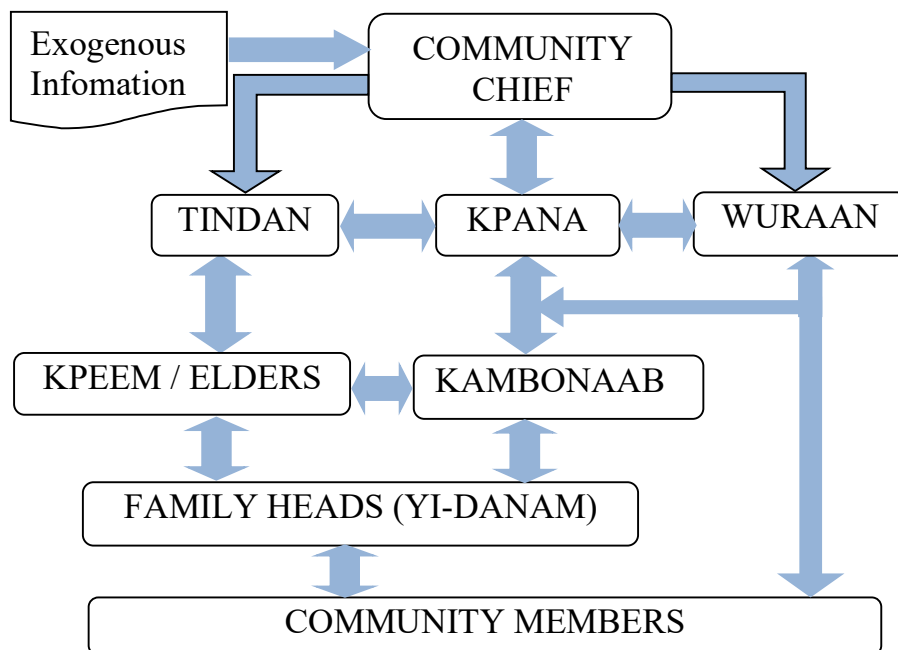 Exogenous
Infomation
COMMUNITY
CHIEF
TINDAN
KPANA
WURAAN
KPEEM / ELDERS
KAMBONAAB
FAMILY HEADS (YI-DANAM)
COMMUNITY MEMBERS